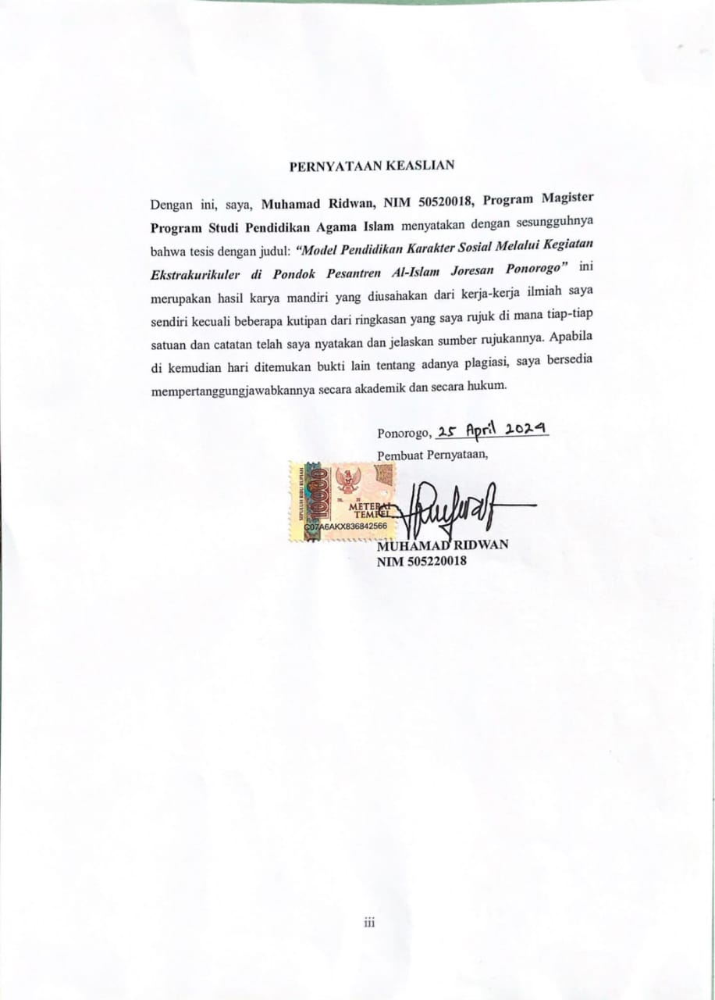 PERNYATAAN KEASLIAN
Dengan ini, saya, Muhamad Ridwan, NIM 50520018, Program Magister
Program Studi Pendidikan Agama Islam menyatakan dengan sesungguhnya
bahwa tesis dengan judul: “Model Pendidikan Karakter Sosial Melalui Kegiatan
Ekstrakurikuler di Pondok Pesantren Al-Islam Joresan Ponorogo” ini
merupakan hasil karya mandiri yang diusahakan dari kerja-kerja ilmiah saya
sendiri kecuali beberapa kutipan dari ringkasan yang saya rujuk di mana tiap-tiap
satuan dan catatan telah saya nyatakan dan jelaskan sumber rujukannya. Apabila
di kemudian hari ditemukan bukti lain tentang adanya plagiasi, saya bersedia
mempertanggungjawabkannya secara akademik dan secara hukum.
Ponorogo, 25 April 2024
Pembuat Pernyataan,
SEPULUH RIBU RUPIAH
10000
METERAI
TEMPEL
C07A6AKX836842566
MUHAMAD RIDWAN
NIM 505220018
iii